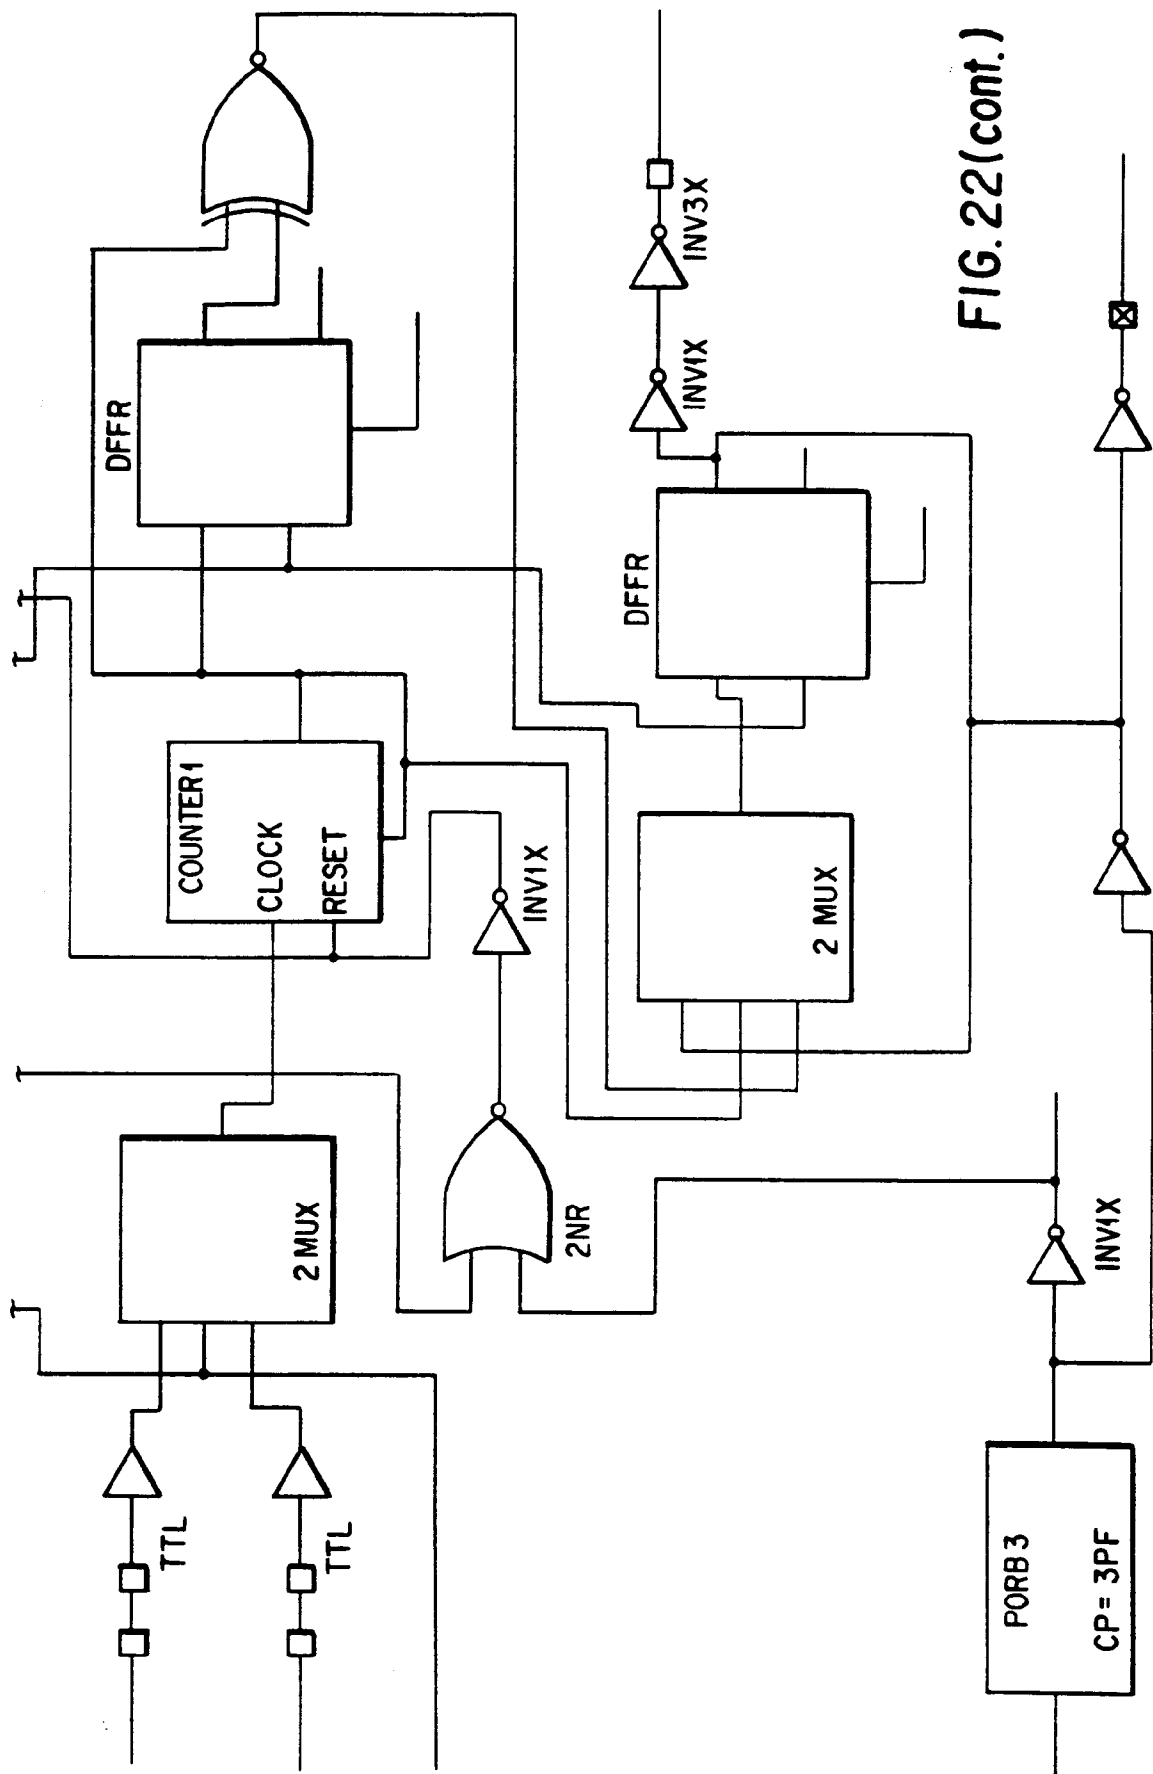 TTL
TTL
2 MUX
COUNTER1
CLOCK
RESET
DFFR
2NR
INV1X
2 MUX
DFFR
INV1X
INV3X
PORB3
CP= 3PF
INV1X
FIG. 22(cont.)